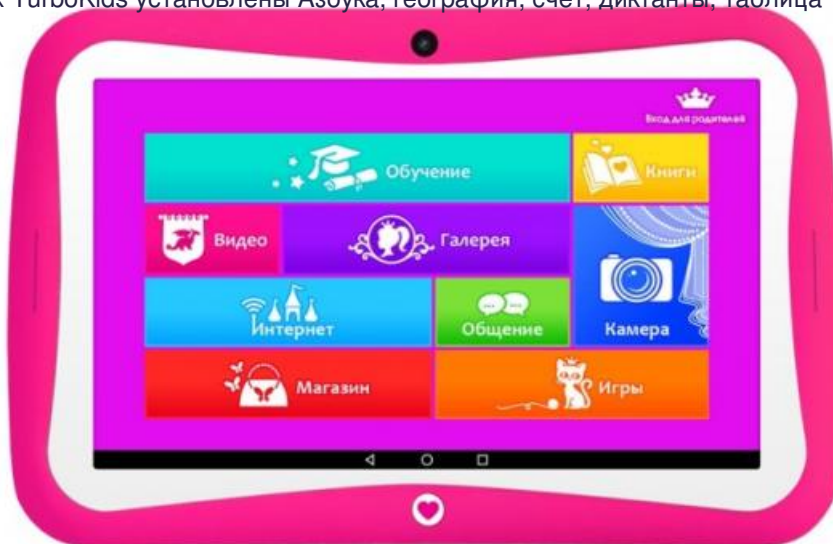 TurboKids установлены Азбука, география, счет, диктанты, таблица
Вход для родителей
Обучение
Книги
Видео
Галерея
Камера
Интернет
Общение
Магазин
Игры